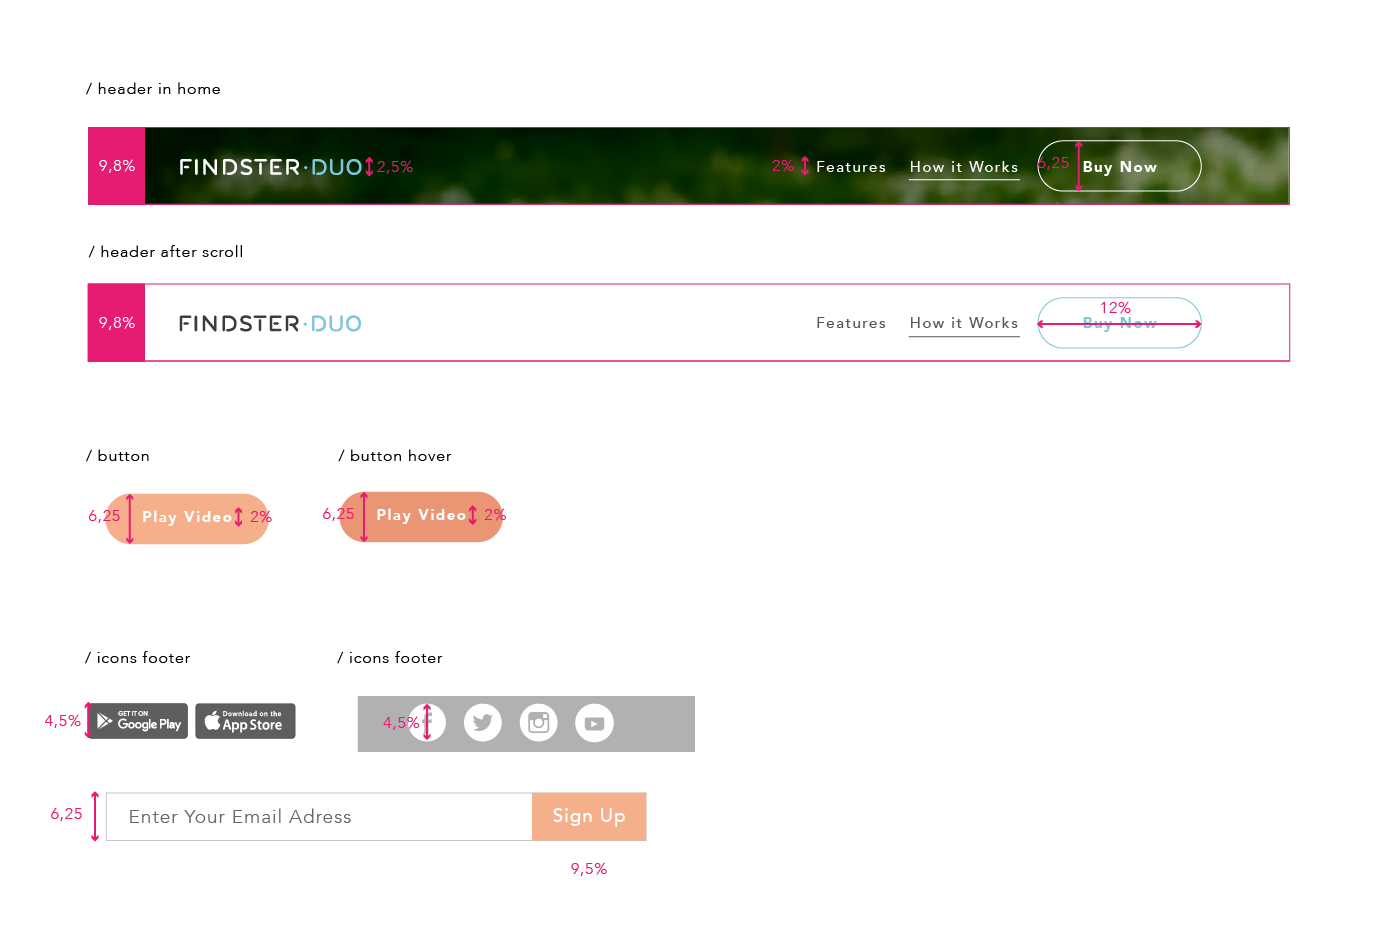 / header in home
9,8% FINDSTER·DUO 2,5% 2% Features How it Works 6,25 Buy Now
/ header after scroll
9,8% FINDSTER·DUO Features How it Works 12% Buy Now
/ button / button hover
6,25 Play Video 2% 6,25 Play Video 2%
/ icons footer / icons footer
4,5% GET IT ON Google Play Download on the App Store 4,5%
6,25 Enter Your Email Adress Sign Up
9,5%